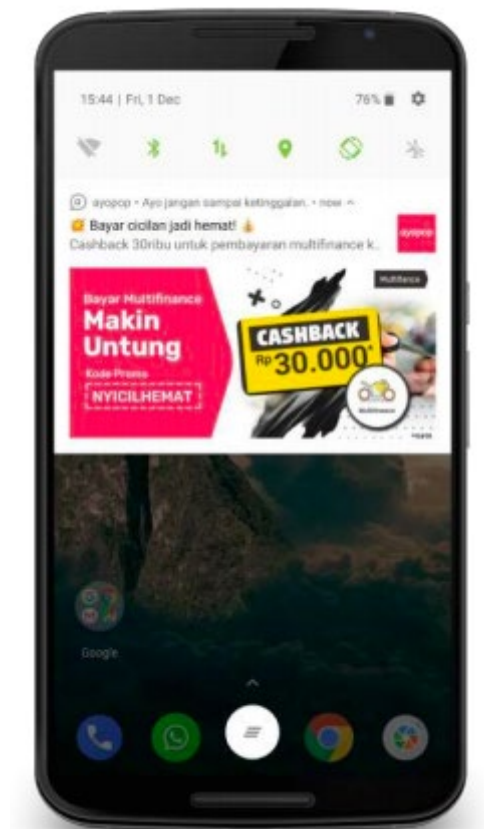 15:44 | Fri, 1 Dec
76%
ayopop • Ayo jangan sampai ketinggalan. • now
Bayar cicilan jadi hemat!
Cashback 30ribu untuk pembayaran multifinance k..
ayopop
Bayar Multifinance
Makin
Untung
Kode Promo
NYICILHEMAT
Multifinance
CASHBACK
Rp 30.000*
Multifinance
Google